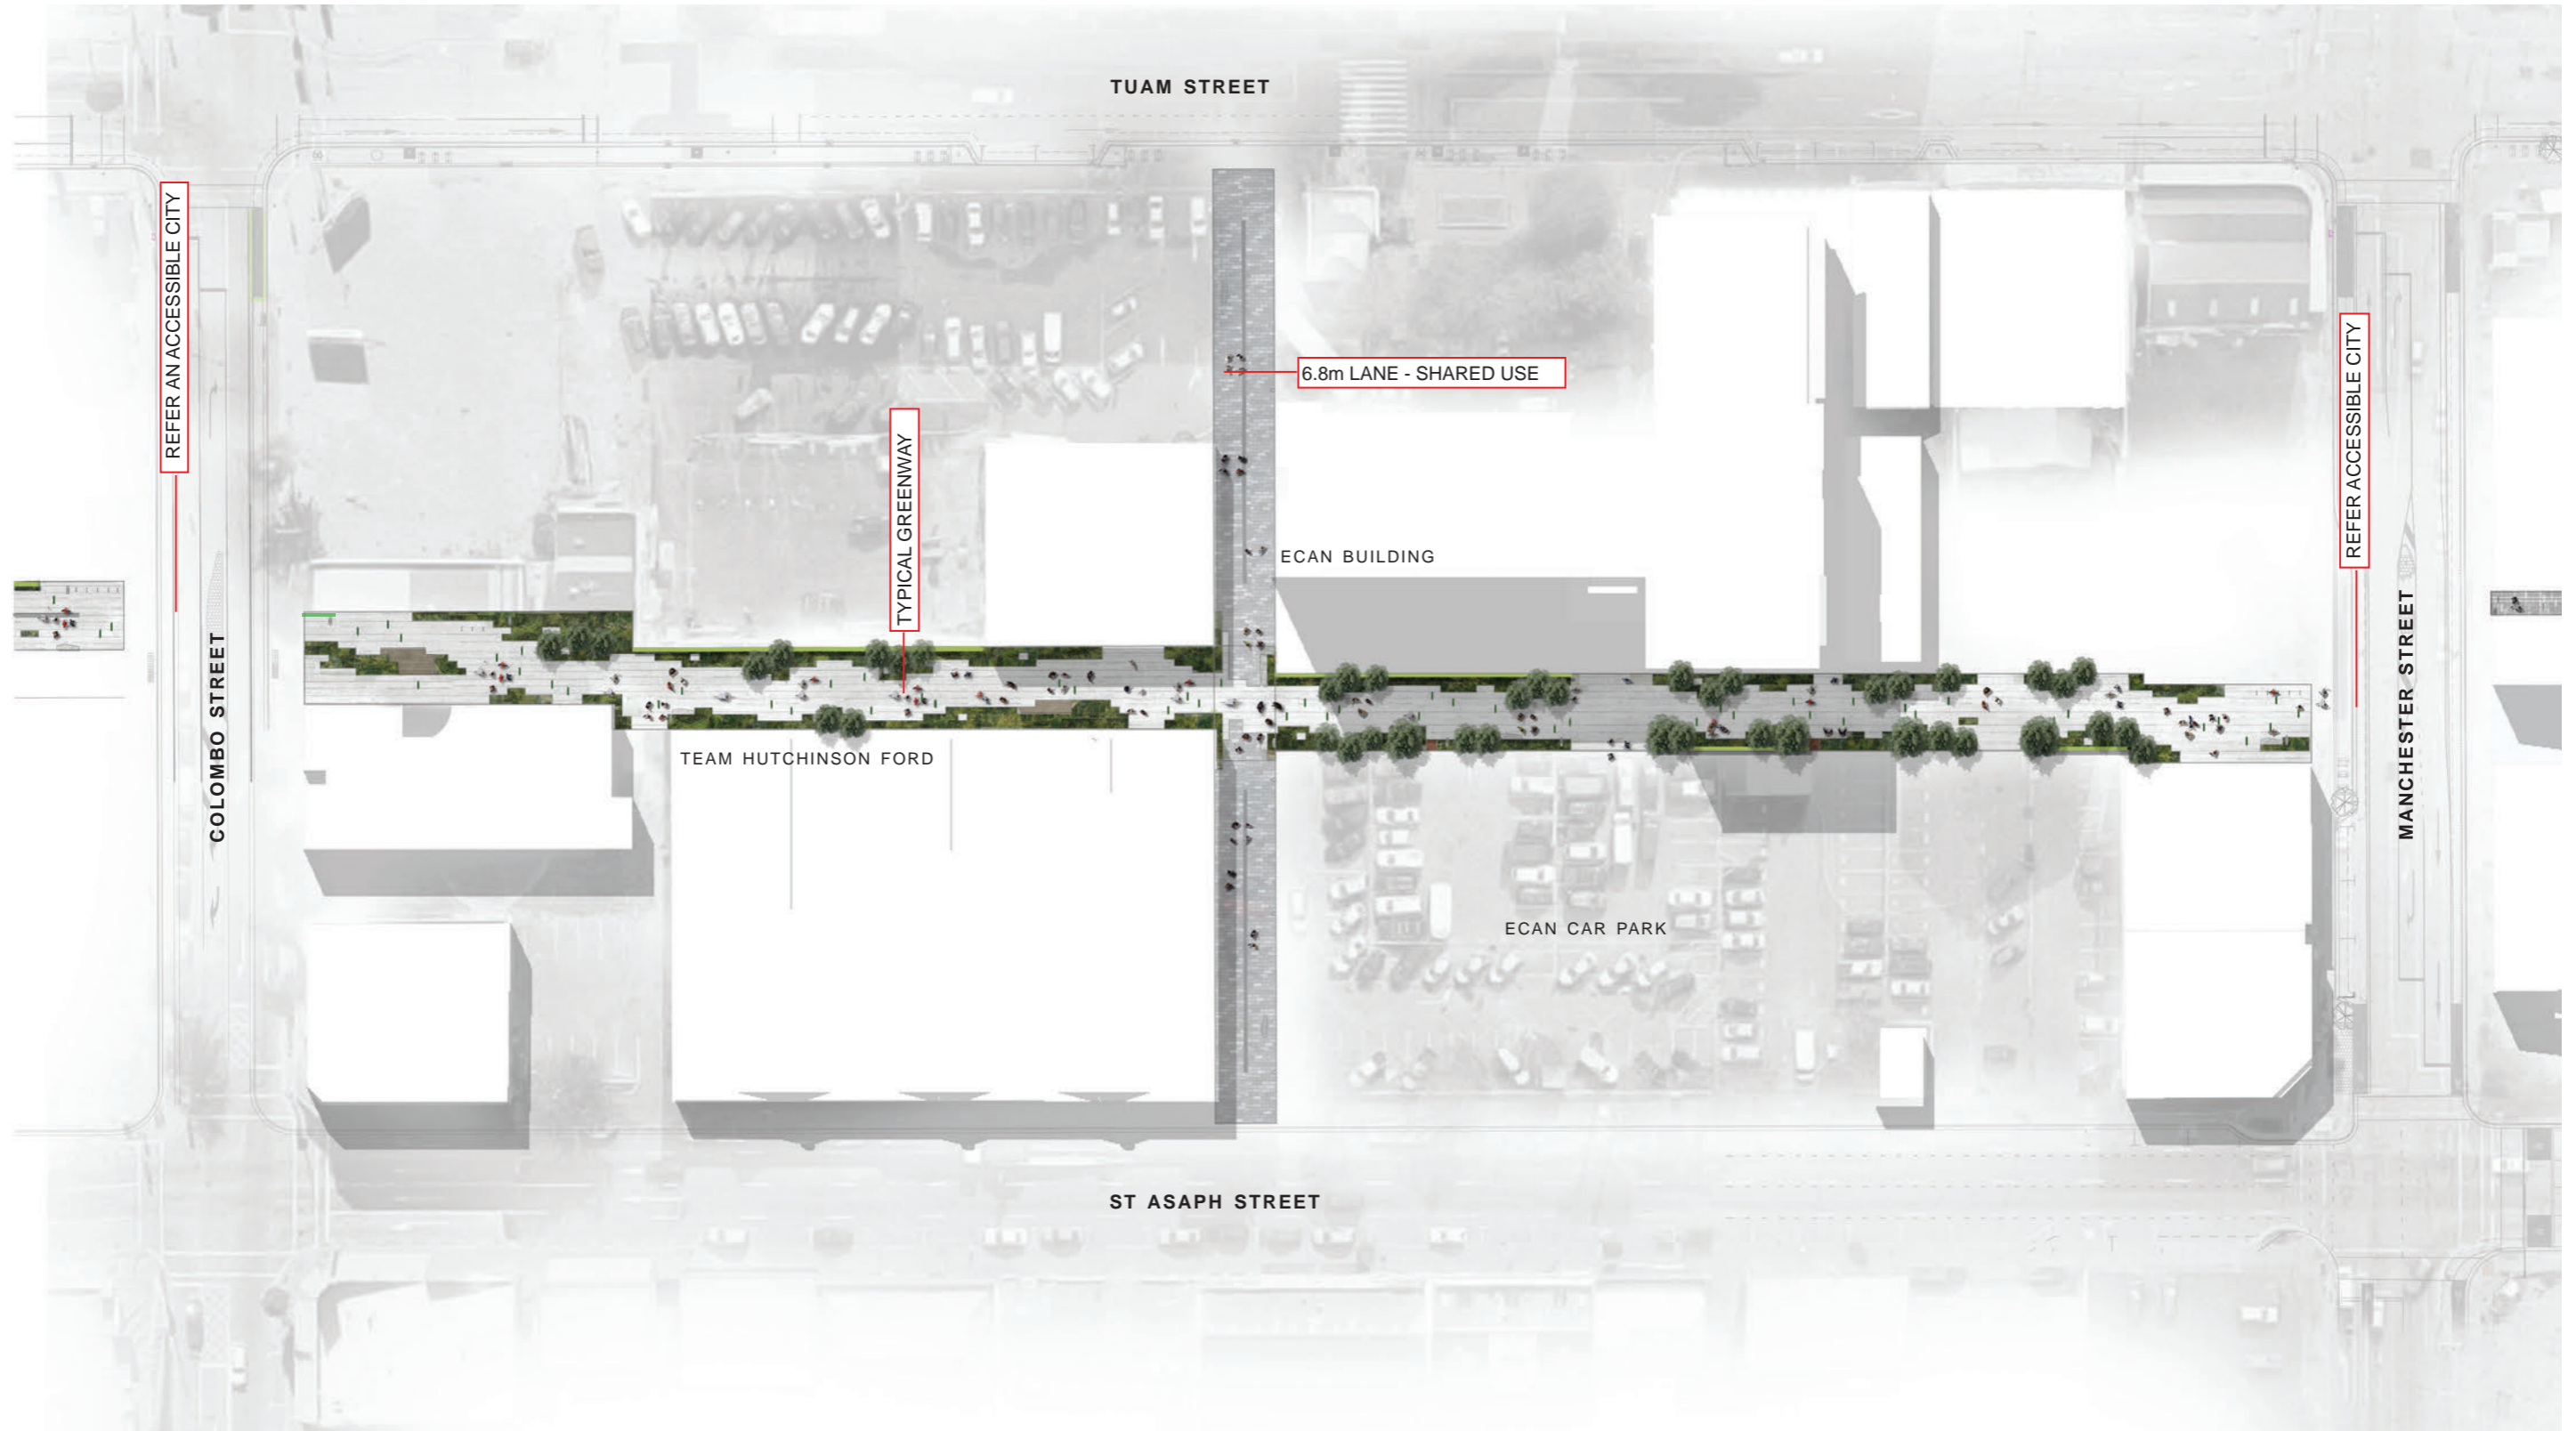 TUAM STREET
REFER AN ACCESSIBLE CITY
6.8m LANE - SHARED USE
REFER ACCESSIBLE CITY
TYPICAL GREENWAY
ECAN BUILDING
COLOMBO STREET
MANCHESTER STREET
TEAM HUTCHINSON FORD
ECAN CAR PARK
ST ASAPH STREET